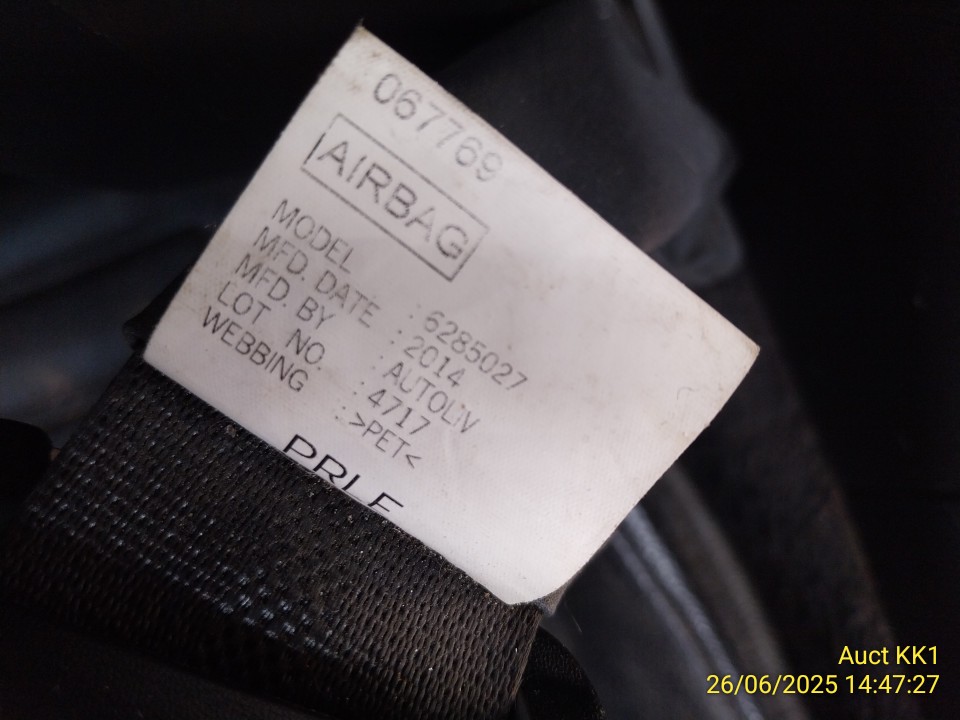 067769
AIRBAG
MODEL : 6285027
MFD. DATE : 2014
MFD. BY : AUTOLIV
LOT NO. : 4717
WEBBING : >PET<
Auct KK1
26/06/2025 14:47:27